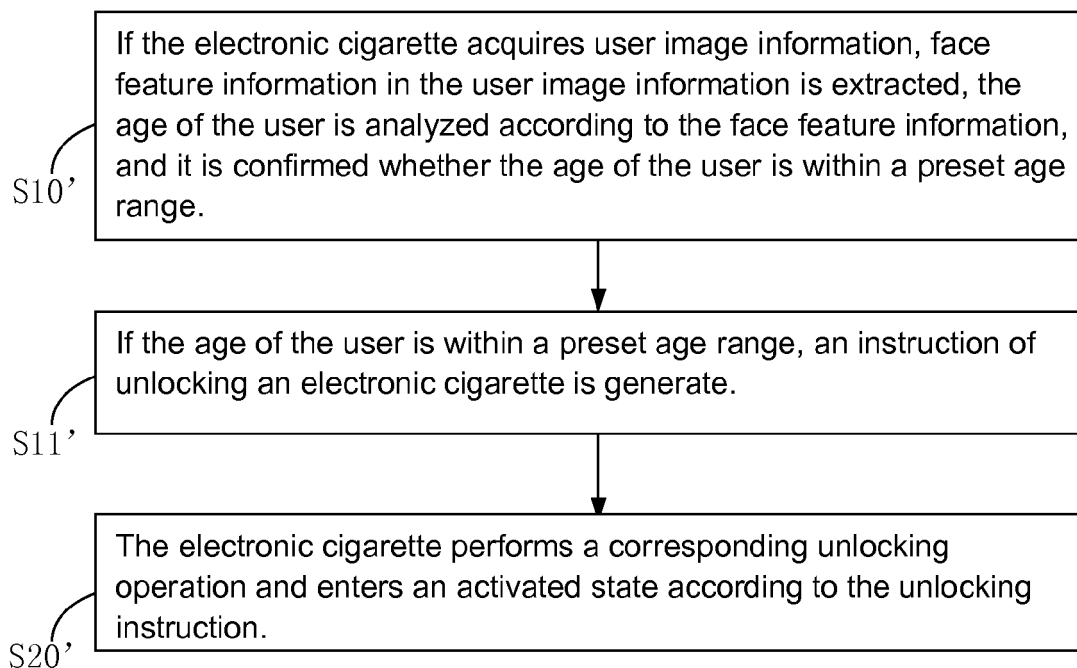 If the electronic cigarette acquires user image information, face
feature information in the user image information is extracted, the
age of the user is analyzed according to the face feature information,
and it is confirmed whether the age of the user is within a preset age
range.
S10’
If the age of the user is within a preset age range, an instruction of
unlocking an electronic cigarette is generate.
S11’
The electronic cigarette performs a corresponding unlocking
operation and enters an activated state according to the unlocking
instruction.
S20’